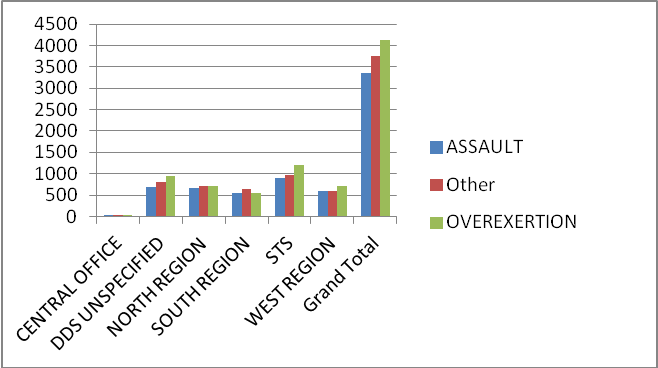 4500
4000
3500
3000
2500
2000
1500
1000
500
0
CENTRAL OFFICE
DDS UNSPECIFIED
NORTH REGION
SOUTH REGION
STS
WEST REGION
Grand Total
ASSAULT
Other
OVEREXERTION